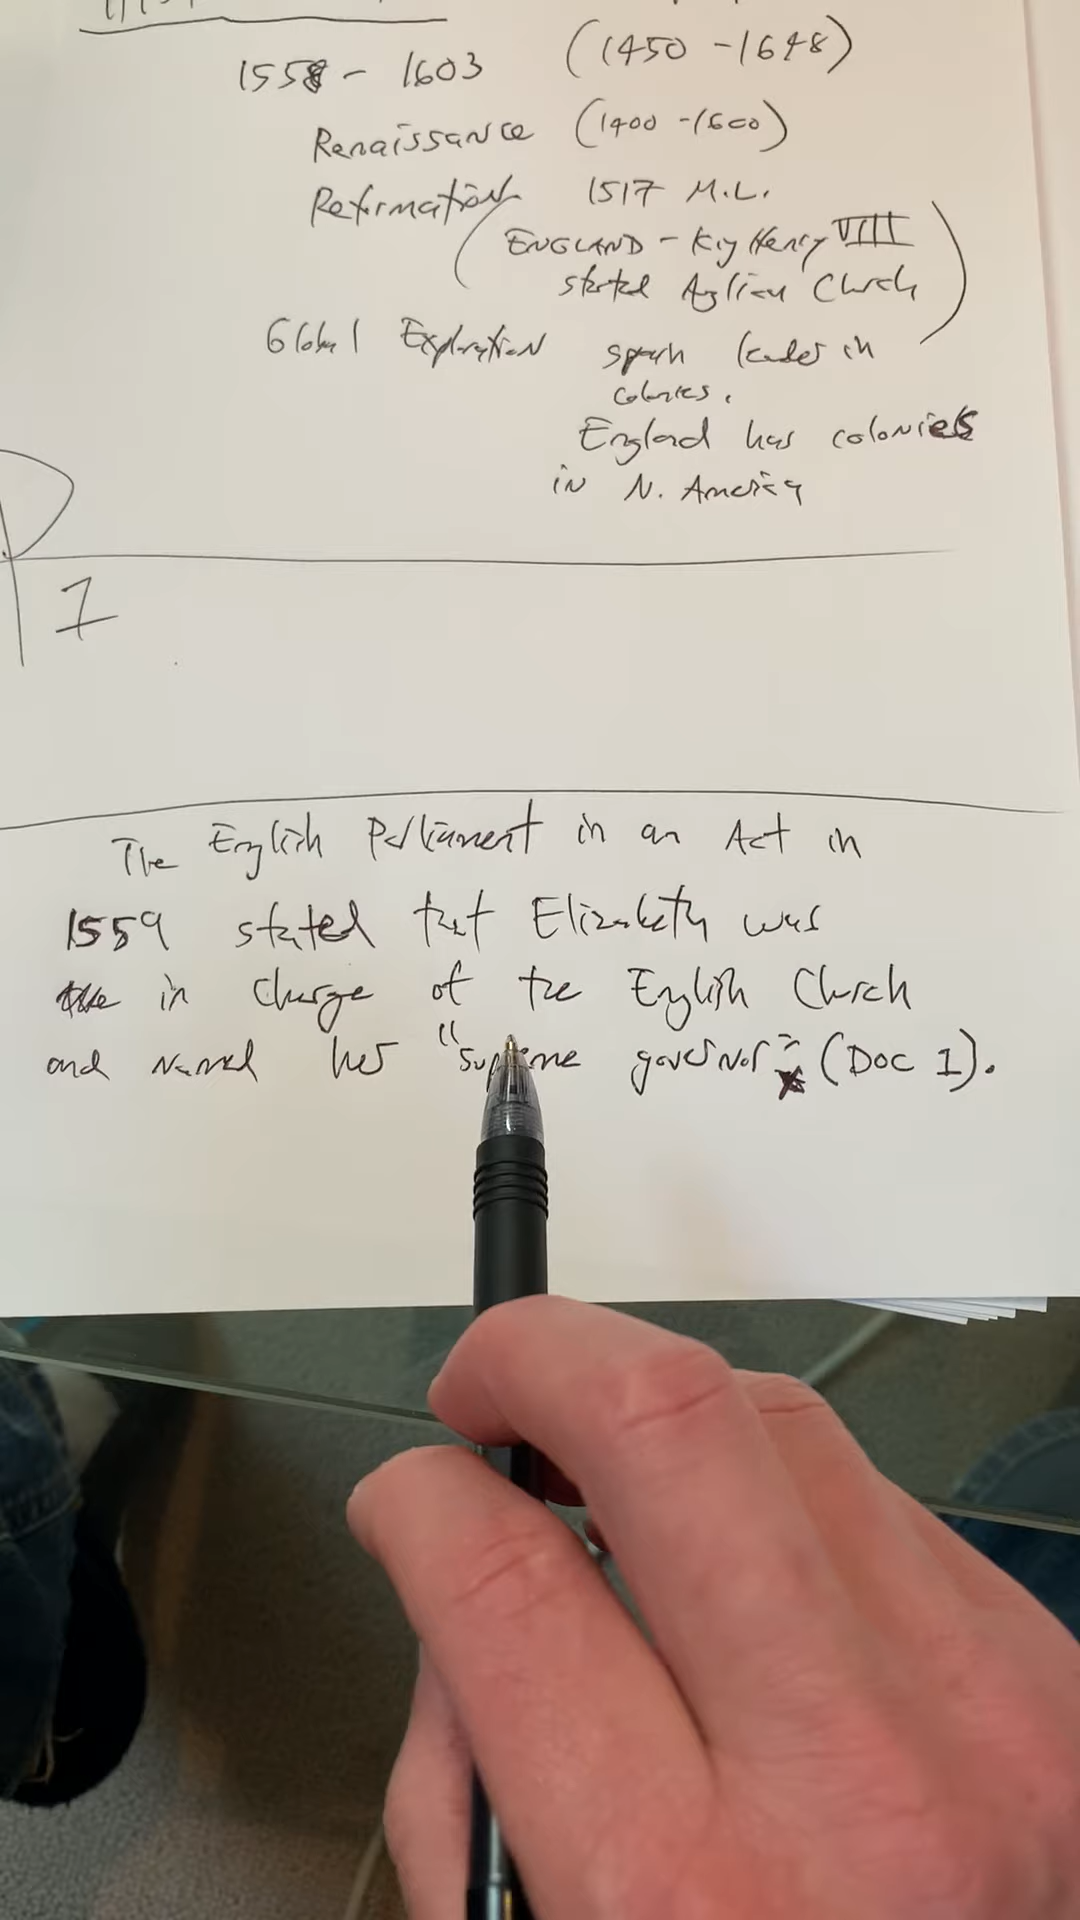 1558 - 1603 (1450 - 1648)
Renaissance (1400 - 1600)
Reformation 1517 M.L.
(ENGLAND - King Henry VIII
started Anglican Church)
Global Exploration spain leader in
colonies.
England has colonies
in N. America
1
The English Parliament in an Act in
1559 stated that Elizabeth was
in charge of the English Church
and named her "supreme governor" (Doc 1).